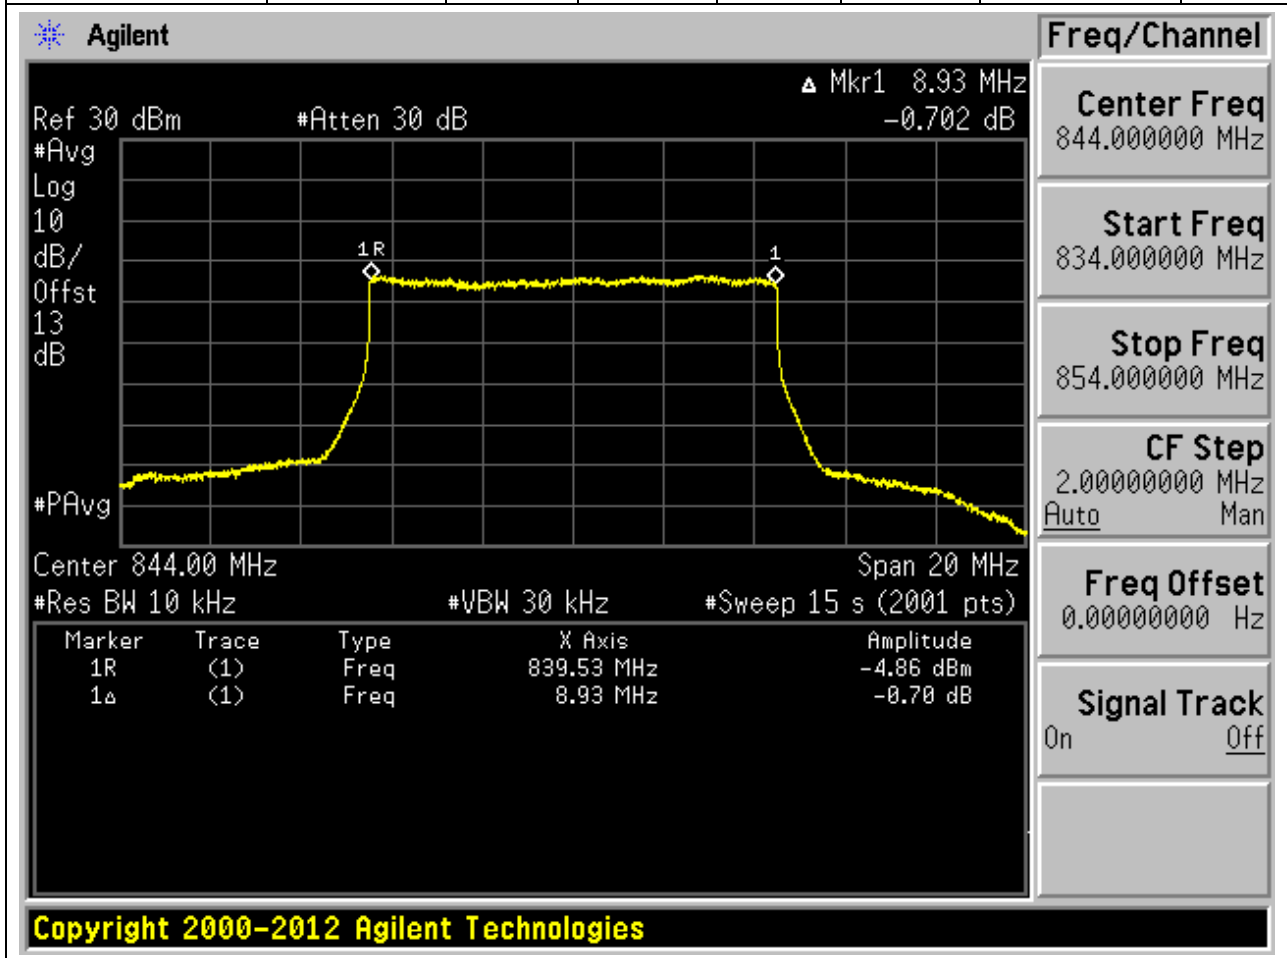 Agilent
Freq/Channel
▵ Mkr1 8.93 MHz
Ref 30 dBm #Atten 30 dB -0.702 dB
#Avg
Log
10
dB/
Offst
13
dB
1R
1
#PAvg
Center 844.00 MHz Span 20 MHz
#Res BW 10 kHz #VBW 30 kHz #Sweep 15 s (2001 pts)
Marker Trace Type X Axis Amplitude
1R (1) Freq 839.53 MHz -4.86 dBm
1▵ (1) Freq 8.93 MHz -0.70 dB
Center Freq
844.000000 MHz
Start Freq
834.000000 MHz
Stop Freq
854.000000 MHz
CF Step
2.00000000 MHz
Auto Man
Freq Offset
0.00000000 Hz
Signal Track
On Off
Copyright 2000-2012 Agilent Technologies